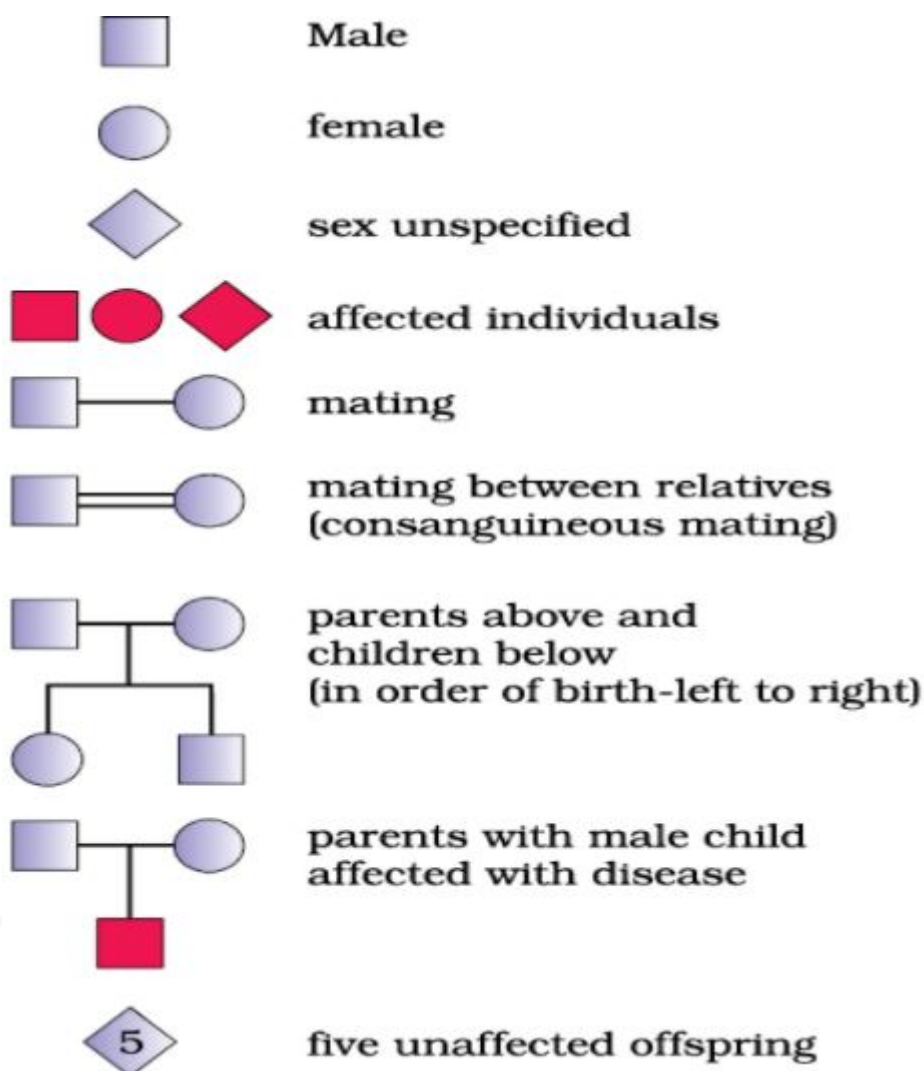 Male
female
sex unspecified
affected individuals
mating
mating between relatives
(consanguineous mating)
parents above and
children below
(in order of birth-left to right)
parents with male child
affected with disease
5 five unaffected offspring